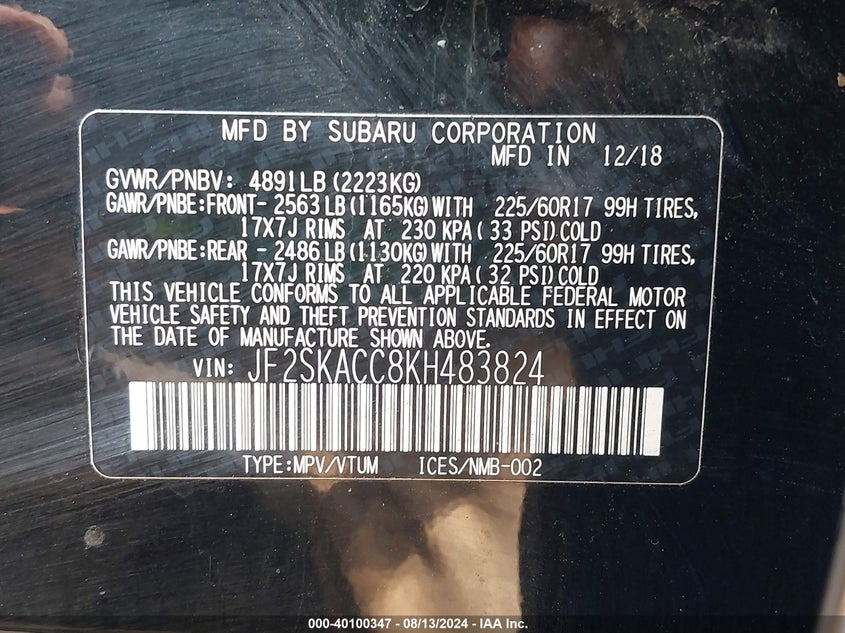 MFD BY SUBARU CORPORATION
MFD IN 12/18
GVWR/PNBV: 4891LB (2223KG)
GAWR/PNBE:FRONT- 2563 LB (1165KG) WITH 225/60R17 99H TIRES,
17X7J RIMS AT 230 KPA ( 33 PSI) COLD
GAWR/PNBE:REAR - 2486 LB (1130KG) WITH 225/60R17 99H TIRES,
17X7J RIMS AT 220 KPA ( 32 PSI) COLD
THIS VEHICLE CONFORMS TO ALL APPLICABLE FEDERAL MOTOR
VEHICLE SAFETY AND THEFT PREVENTION STANDARDS IN EFFECT ON
THE DATE OF MANUFACTURE SHOWN ABOVE.
VIN: JF2SKACC8KH483824
TYPE:MPV/VTUM ICES/NMB-002
000-40100347 - 08/13/2024 - IAA Inc.